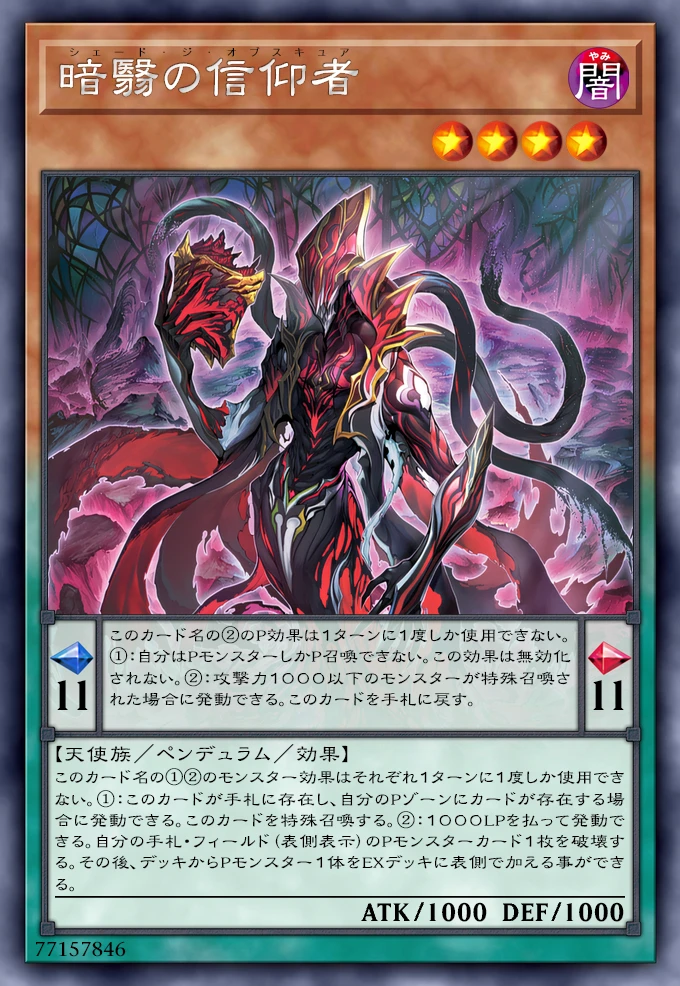 シェード・ジ・オブスキュア
暗翳の信仰者
やみ
闇
このカード名の②のP効果は1ターンに1度しか使用できない。
①：自分はPモンスターしかP召喚できない。この効果は無効化
されない。②：攻撃力1000以下のモンスターが特殊召喚さ
れた場合に発動できる。このカードを手札に戻す。
11
11
【天使族／ペンデュラム／効果】
このカード名の①②のモンスター効果はそれぞれ1ターンに1度しか使用でき
ない。①：このカードが手札に存在し、自分のPゾーンにカードが存在する場
合に発動できる。このカードを特殊召喚する。②：1000LPを払って発動で
きる。自分の手札・フィールド(表側表示)のPモンスターカード1枚を破壊す
る。その後、デッキからPモンスター1体をEXデッキに表側で加える事ができ
る。
ATK/1000 DEF/1000
77157846